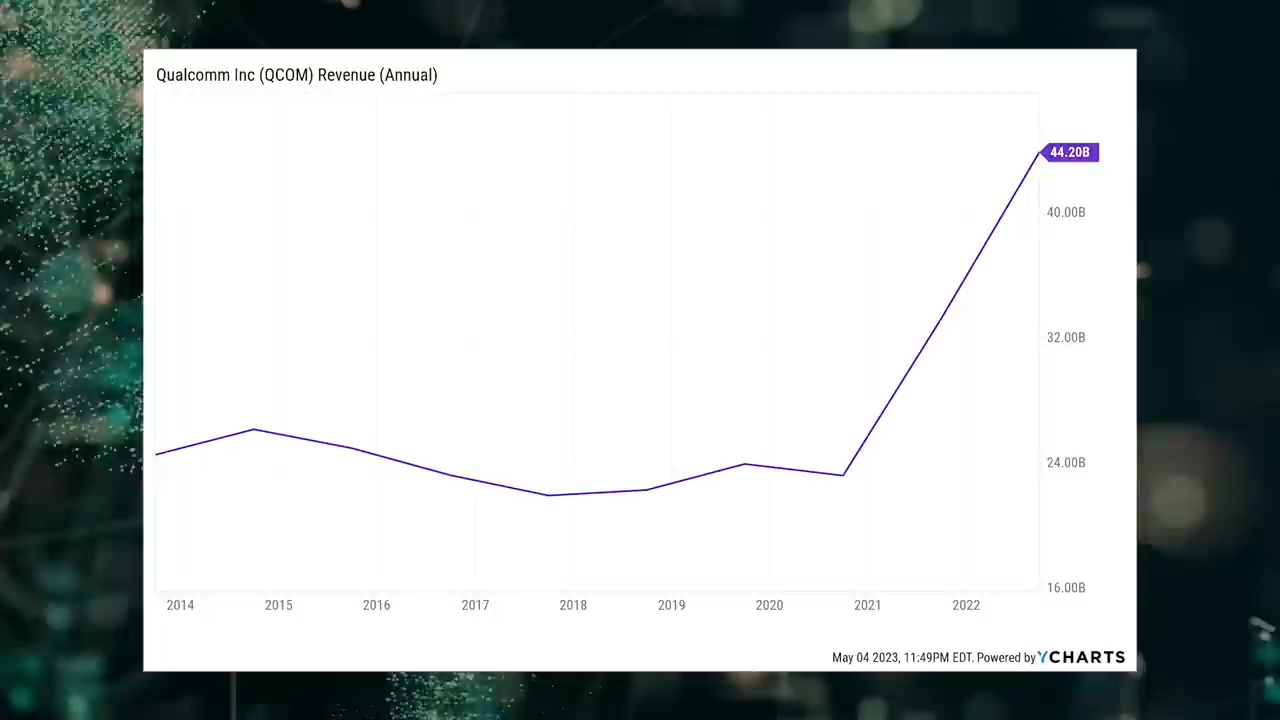 Qualcomm Inc (QCOM) Revenue (Annual)
44.20B
40.00B
32.00B
24.00B
16.00B
2014 2015 2016 2017 2018 2019 2020 2021 2022
May 04 2023, 11:49PM EDT. Powered by YCHARTS